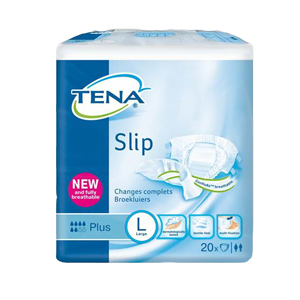 TENA
Slip
NEW
and fully
breathable
Changes complets
Broekluiers
Plus
L
Large
20x